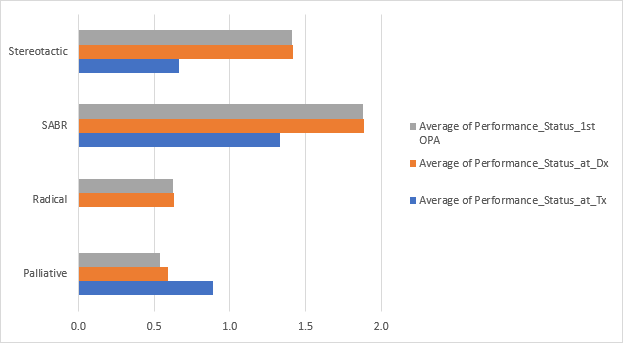 Stereotactic
SABR
Radical
Palliative
0.0 0.5 1.0 1.5 2.0
Average of Performance_Status_1st
OPA
Average of Performance_Status_at_Dx
Average of Performance_Status_at_Tx